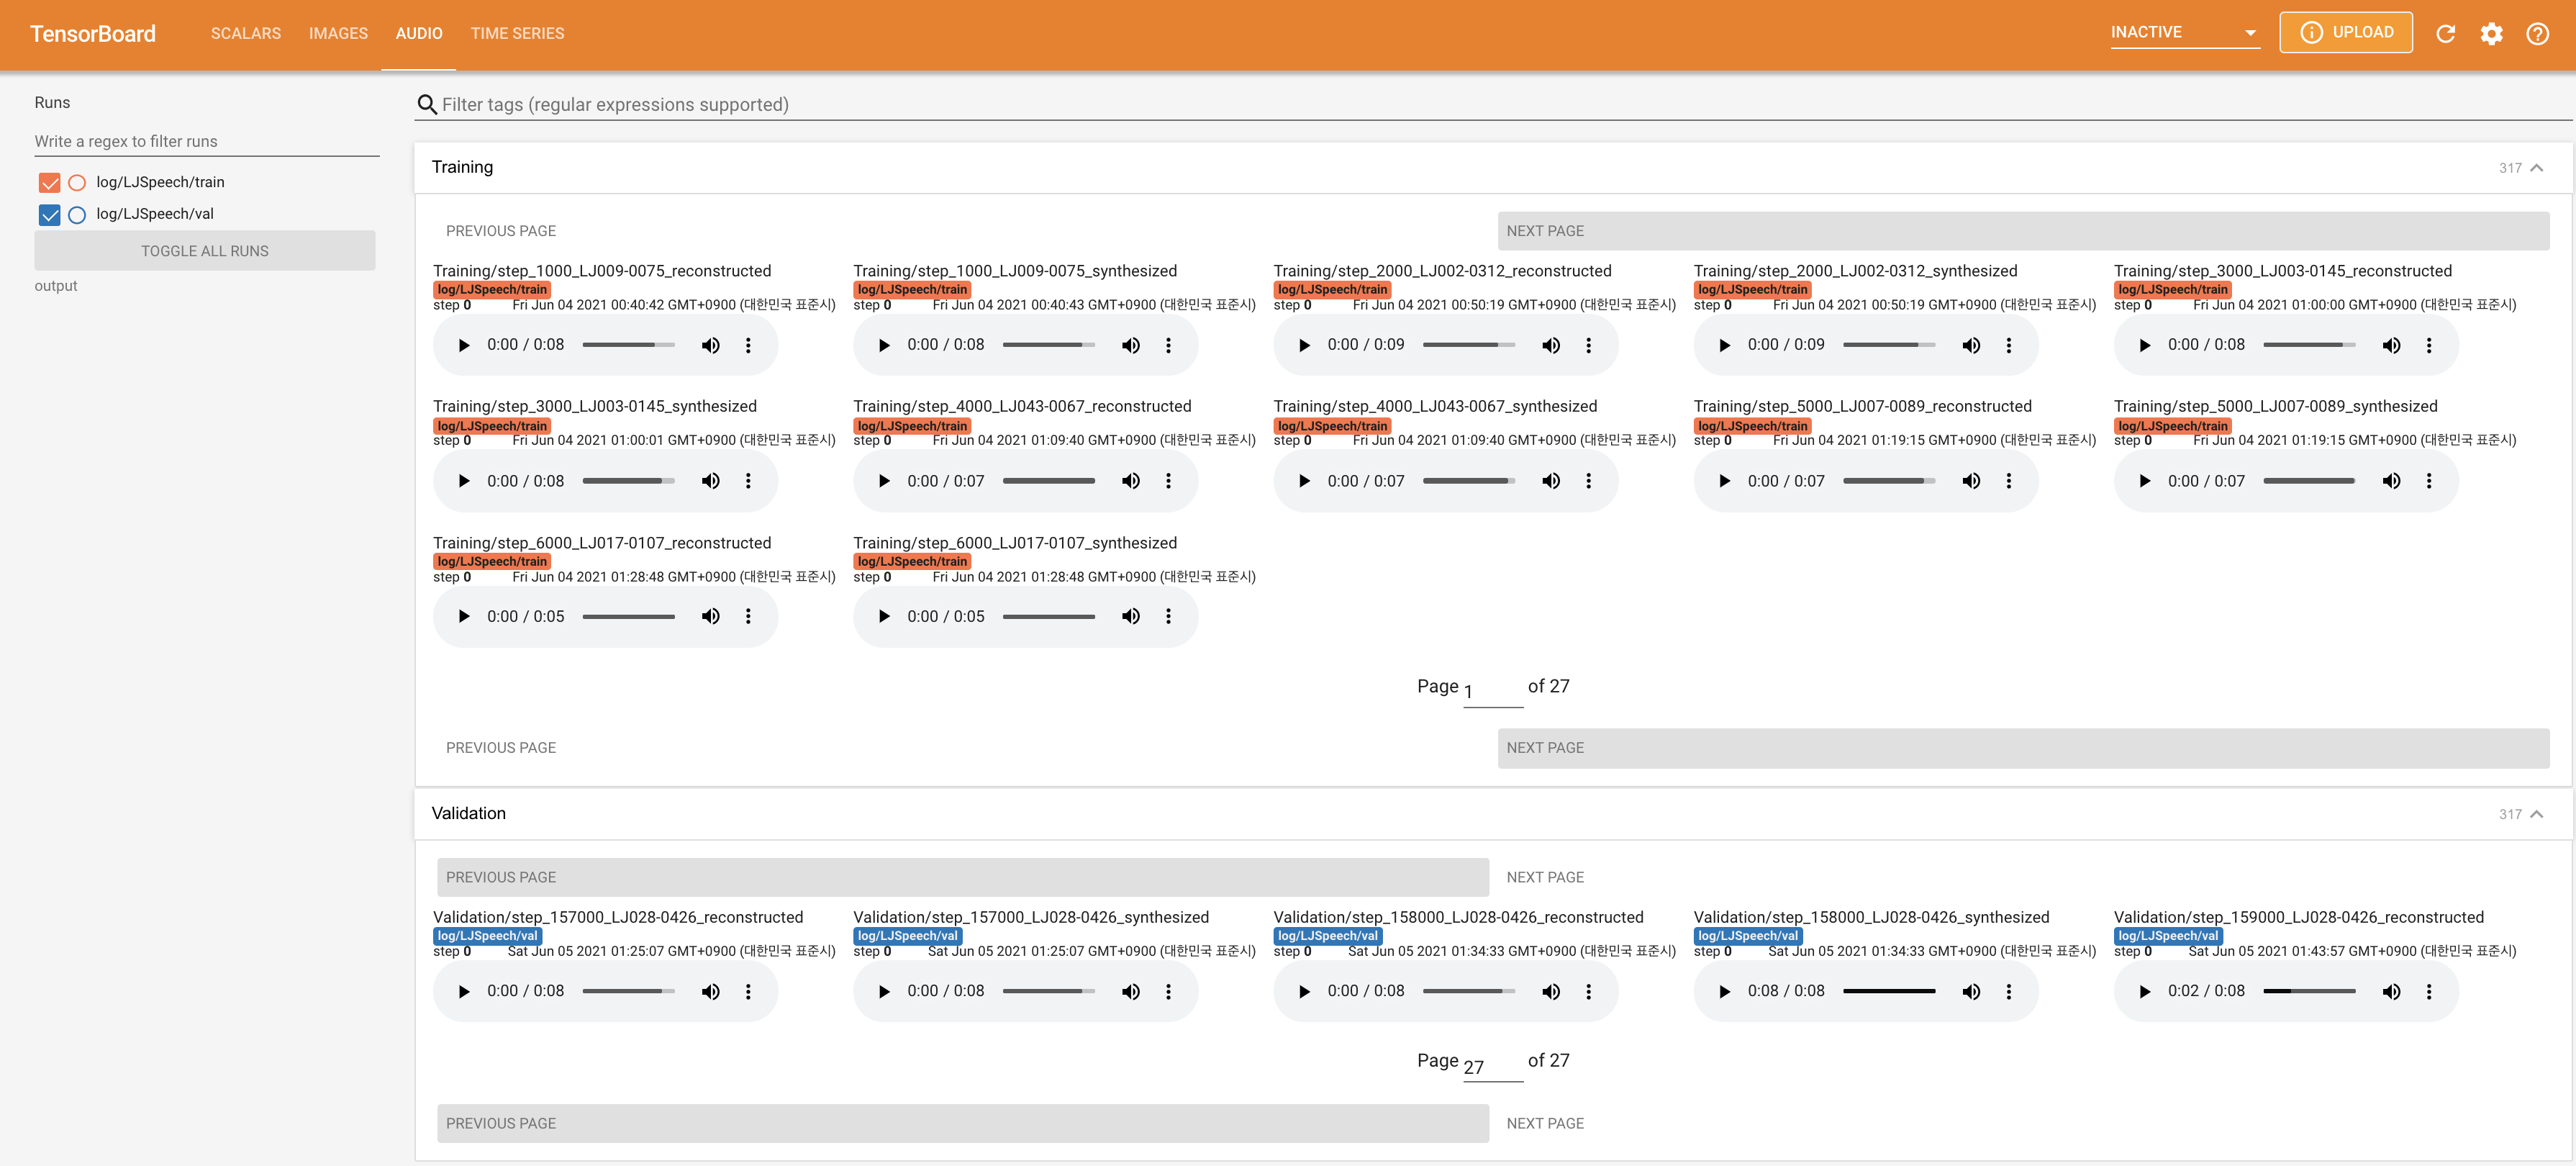 TensorBoard SCALARS IMAGES AUDIO TIME SERIES INACTIVE UPLOAD
Runs
Write a regex to filter runs
log/LJSpeech/train
log/LJSpeech/val
TOGGLE ALL RUNS
output
Filter tags (regular expressions supported)
Training 317
PREVIOUS PAGE NEXT PAGE
Training/step_1000_LJ009-0075_reconstructed Training/step_1000_LJ009-0075_synthesized Training/step_2000_LJ002-0312_reconstructed Training/step_2000_LJ002-0312_synthesized Training/step_3000_LJ003-0145_reconstructed
log/LJSpeech/train log/LJSpeech/train log/LJSpeech/train log/LJSpeech/train log/LJSpeech/train
step 0 Fri Jun 04 2021 00:40:42 GMT+0900 (대한민국 표준시) step 0 Fri Jun 04 2021 00:40:43 GMT+0900 (대한민국 표준시) step 0 Fri Jun 04 2021 00:50:19 GMT+0900 (대한민국 표준시) step 0 Fri Jun 04 2021 00:50:19 GMT+0900 (대한민국 표준시) step 0 Fri Jun 04 2021 01:00:00 GMT+0900 (대한민국 표준시)
0:00 / 0:08 0:00 / 0:08 0:00 / 0:09 0:00 / 0:09 0:00 / 0:08
Training/step_3000_LJ003-0145_synthesized Training/step_4000_LJ043-0067_reconstructed Training/step_4000_LJ043-0067_synthesized Training/step_5000_LJ007-0089_reconstructed Training/step_5000_LJ007-0089_synthesized
log/LJSpeech/train log/LJSpeech/train log/LJSpeech/train log/LJSpeech/train log/LJSpeech/train
step 0 Fri Jun 04 2021 01:00:01 GMT+0900 (대한민국 표준시) step 0 Fri Jun 04 2021 01:09:40 GMT+0900 (대한민국 표준시) step 0 Fri Jun 04 2021 01:09:40 GMT+0900 (대한민국 표준시) step 0 Fri Jun 04 2021 01:19:15 GMT+0900 (대한민국 표준시) step 0 Fri Jun 04 2021 01:19:15 GMT+0900 (대한민국 표준시)
0:00 / 0:08 0:00 / 0:07 0:00 / 0:07 0:00 / 0:07 0:00 / 0:07
Training/step_6000_LJ017-0107_reconstructed Training/step_6000_LJ017-0107_synthesized
log/LJSpeech/train log/LJSpeech/train
step 0 Fri Jun 04 2021 01:28:48 GMT+0900 (대한민국 표준시) step 0 Fri Jun 04 2021 01:28:48 GMT+0900 (대한민국 표준시)
0:00 / 0:05 0:00 / 0:05
Page 1 of 27
PREVIOUS PAGE NEXT PAGE
Validation 317
PREVIOUS PAGE NEXT PAGE
Validation/step_157000_LJ028-0426_reconstructed Validation/step_157000_LJ028-0426_synthesized Validation/step_158000_LJ028-0426_reconstructed Validation/step_158000_LJ028-0426_synthesized Validation/step_159000_LJ028-0426_reconstructed
log/LJSpeech/val log/LJSpeech/val log/LJSpeech/val log/LJSpeech/val log/LJSpeech/val
step 0 Sat Jun 05 2021 01:25:07 GMT+0900 (대한민국 표준시) step 0 Sat Jun 05 2021 01:25:07 GMT+0900 (대한민국 표준시) step 0 Sat Jun 05 2021 01:34:33 GMT+0900 (대한민국 표준시) step 0 Sat Jun 05 2021 01:34:33 GMT+0900 (대한민국 표준시) step 0 Sat Jun 05 2021 01:43:57 GMT+0900 (대한민국 표준시)
0:00 / 0:08 0:00 / 0:08 0:00 / 0:08 0:08 / 0:08 0:02 / 0:08
Page 27 of 27
PREVIOUS PAGE NEXT PAGE